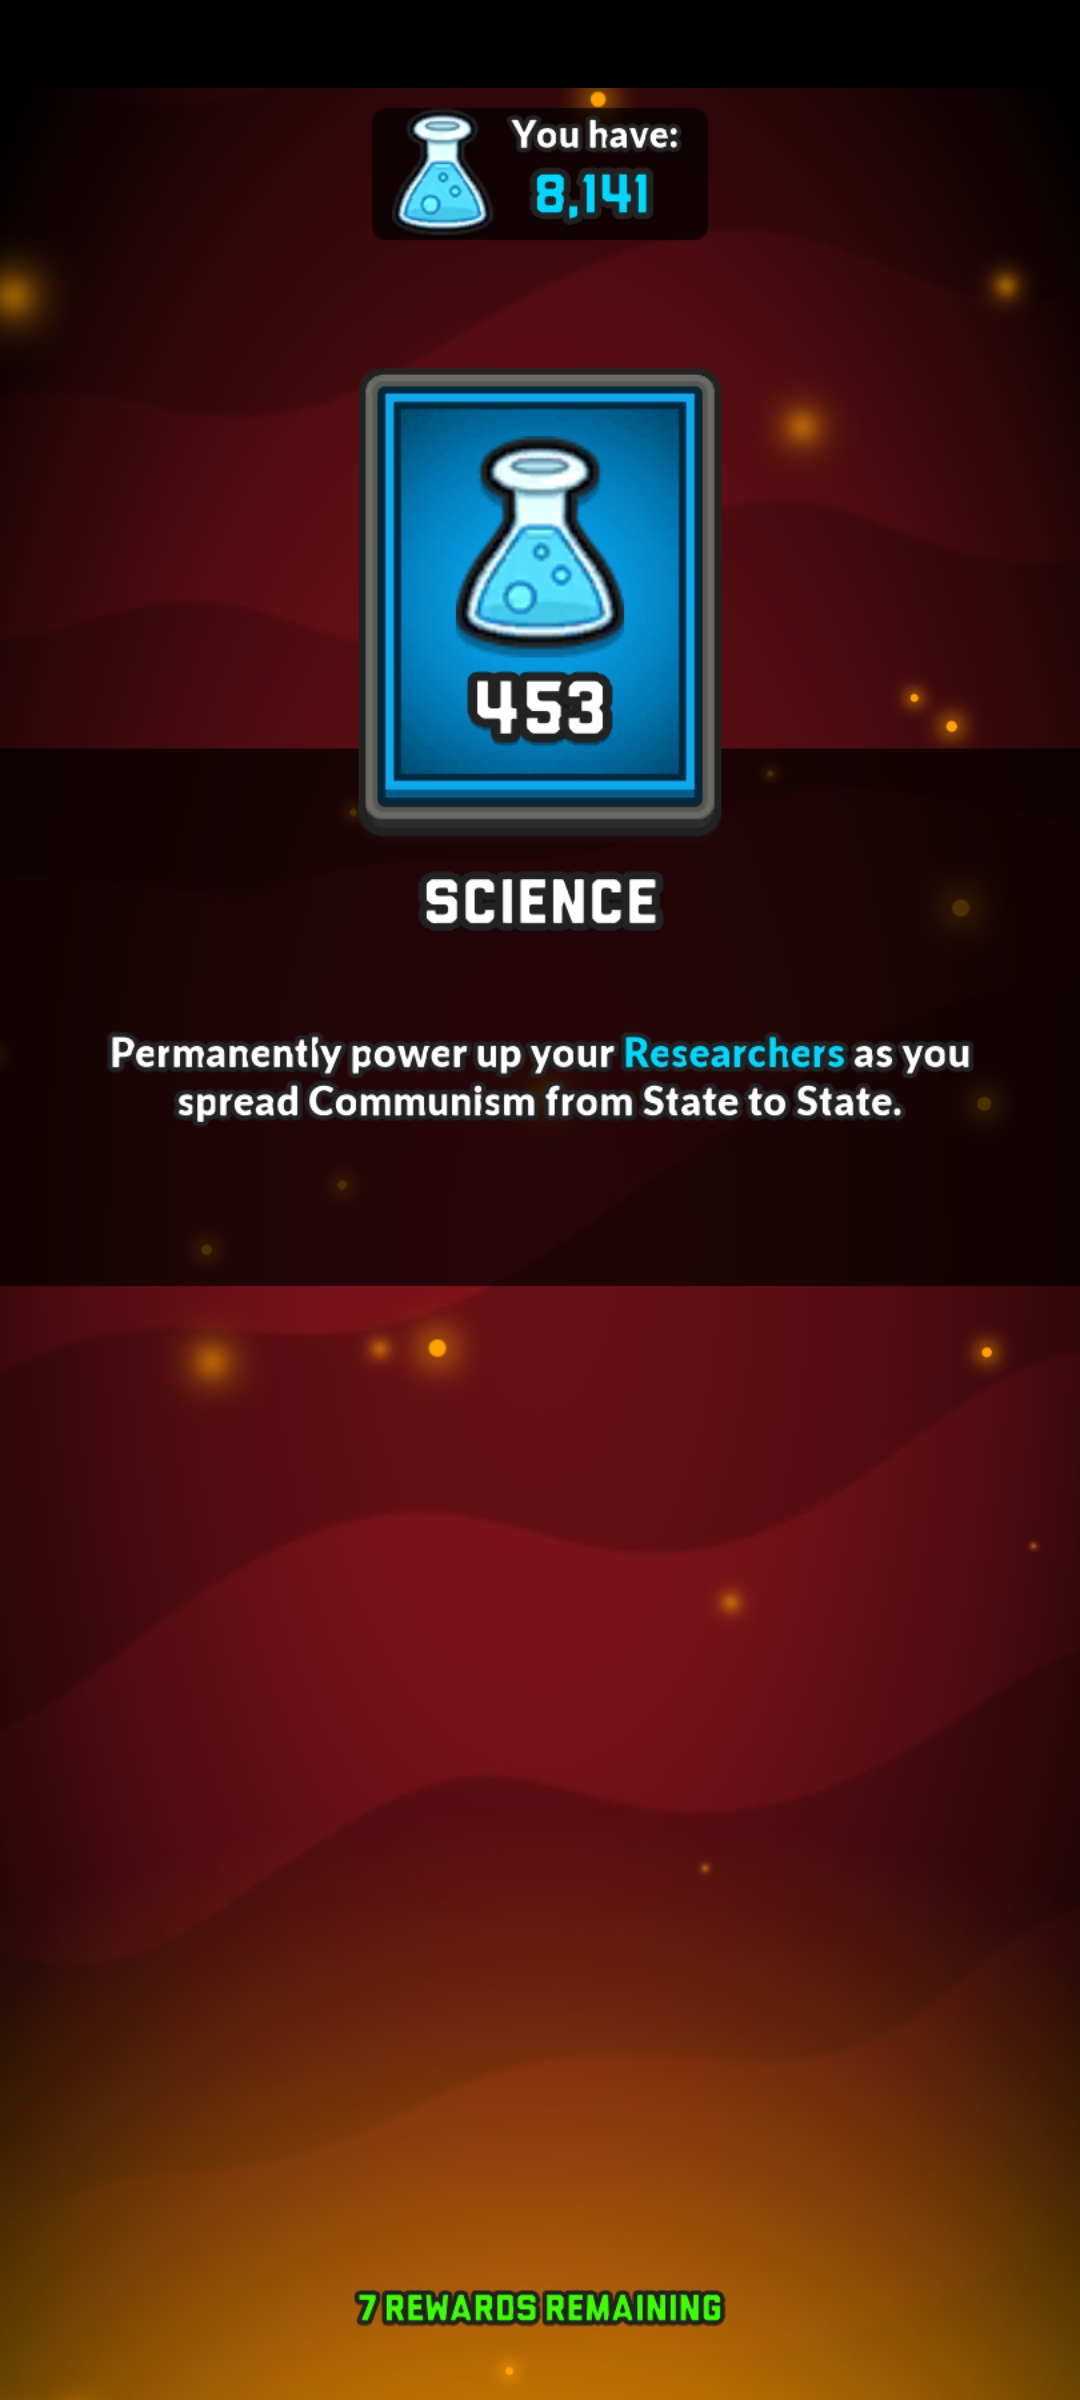 You have:
8,141
453
SCIENCE
Permanently power up your Researchers as you
spread Communism from State to State.
7 REWARDS REMAINING